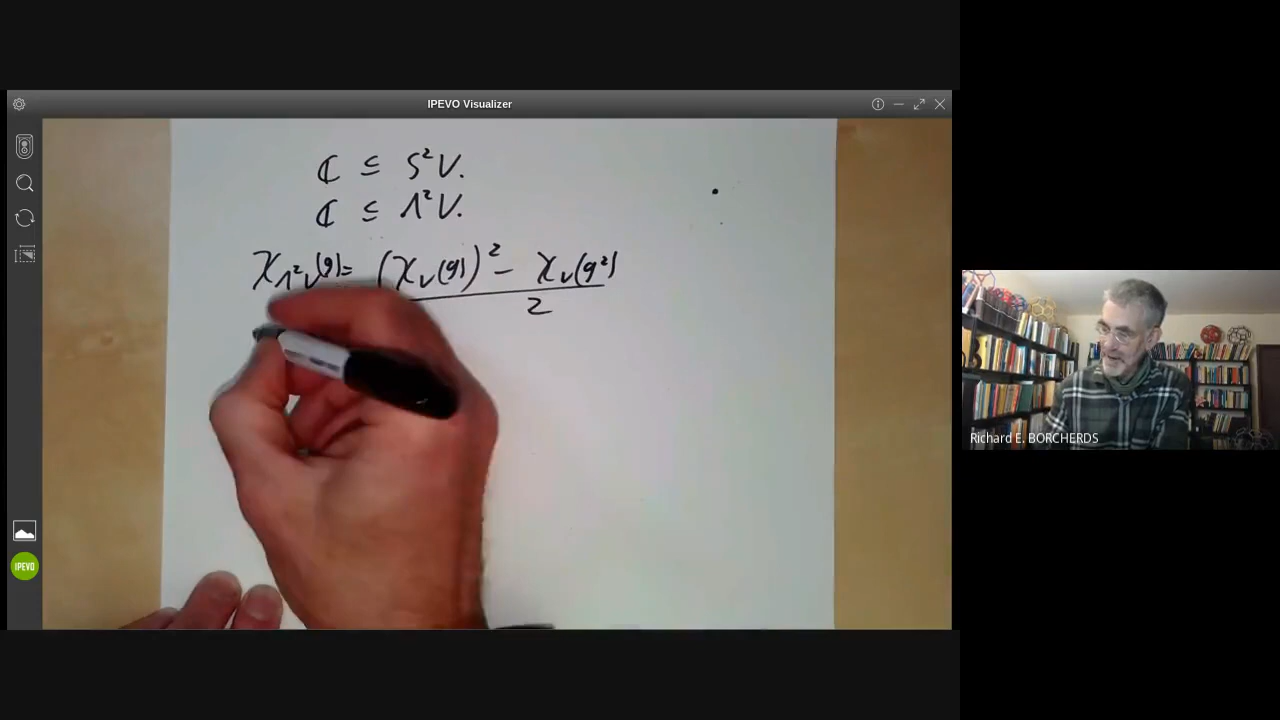 IPEVO Visualizer
ℂ ⊆ S²V.
ℂ ⊆ Λ²V.
χ_{Λ²V}(g) = (χ_V(g))² − χ_V(g²)
2
IPEVO
Richard E. BORCHERDS